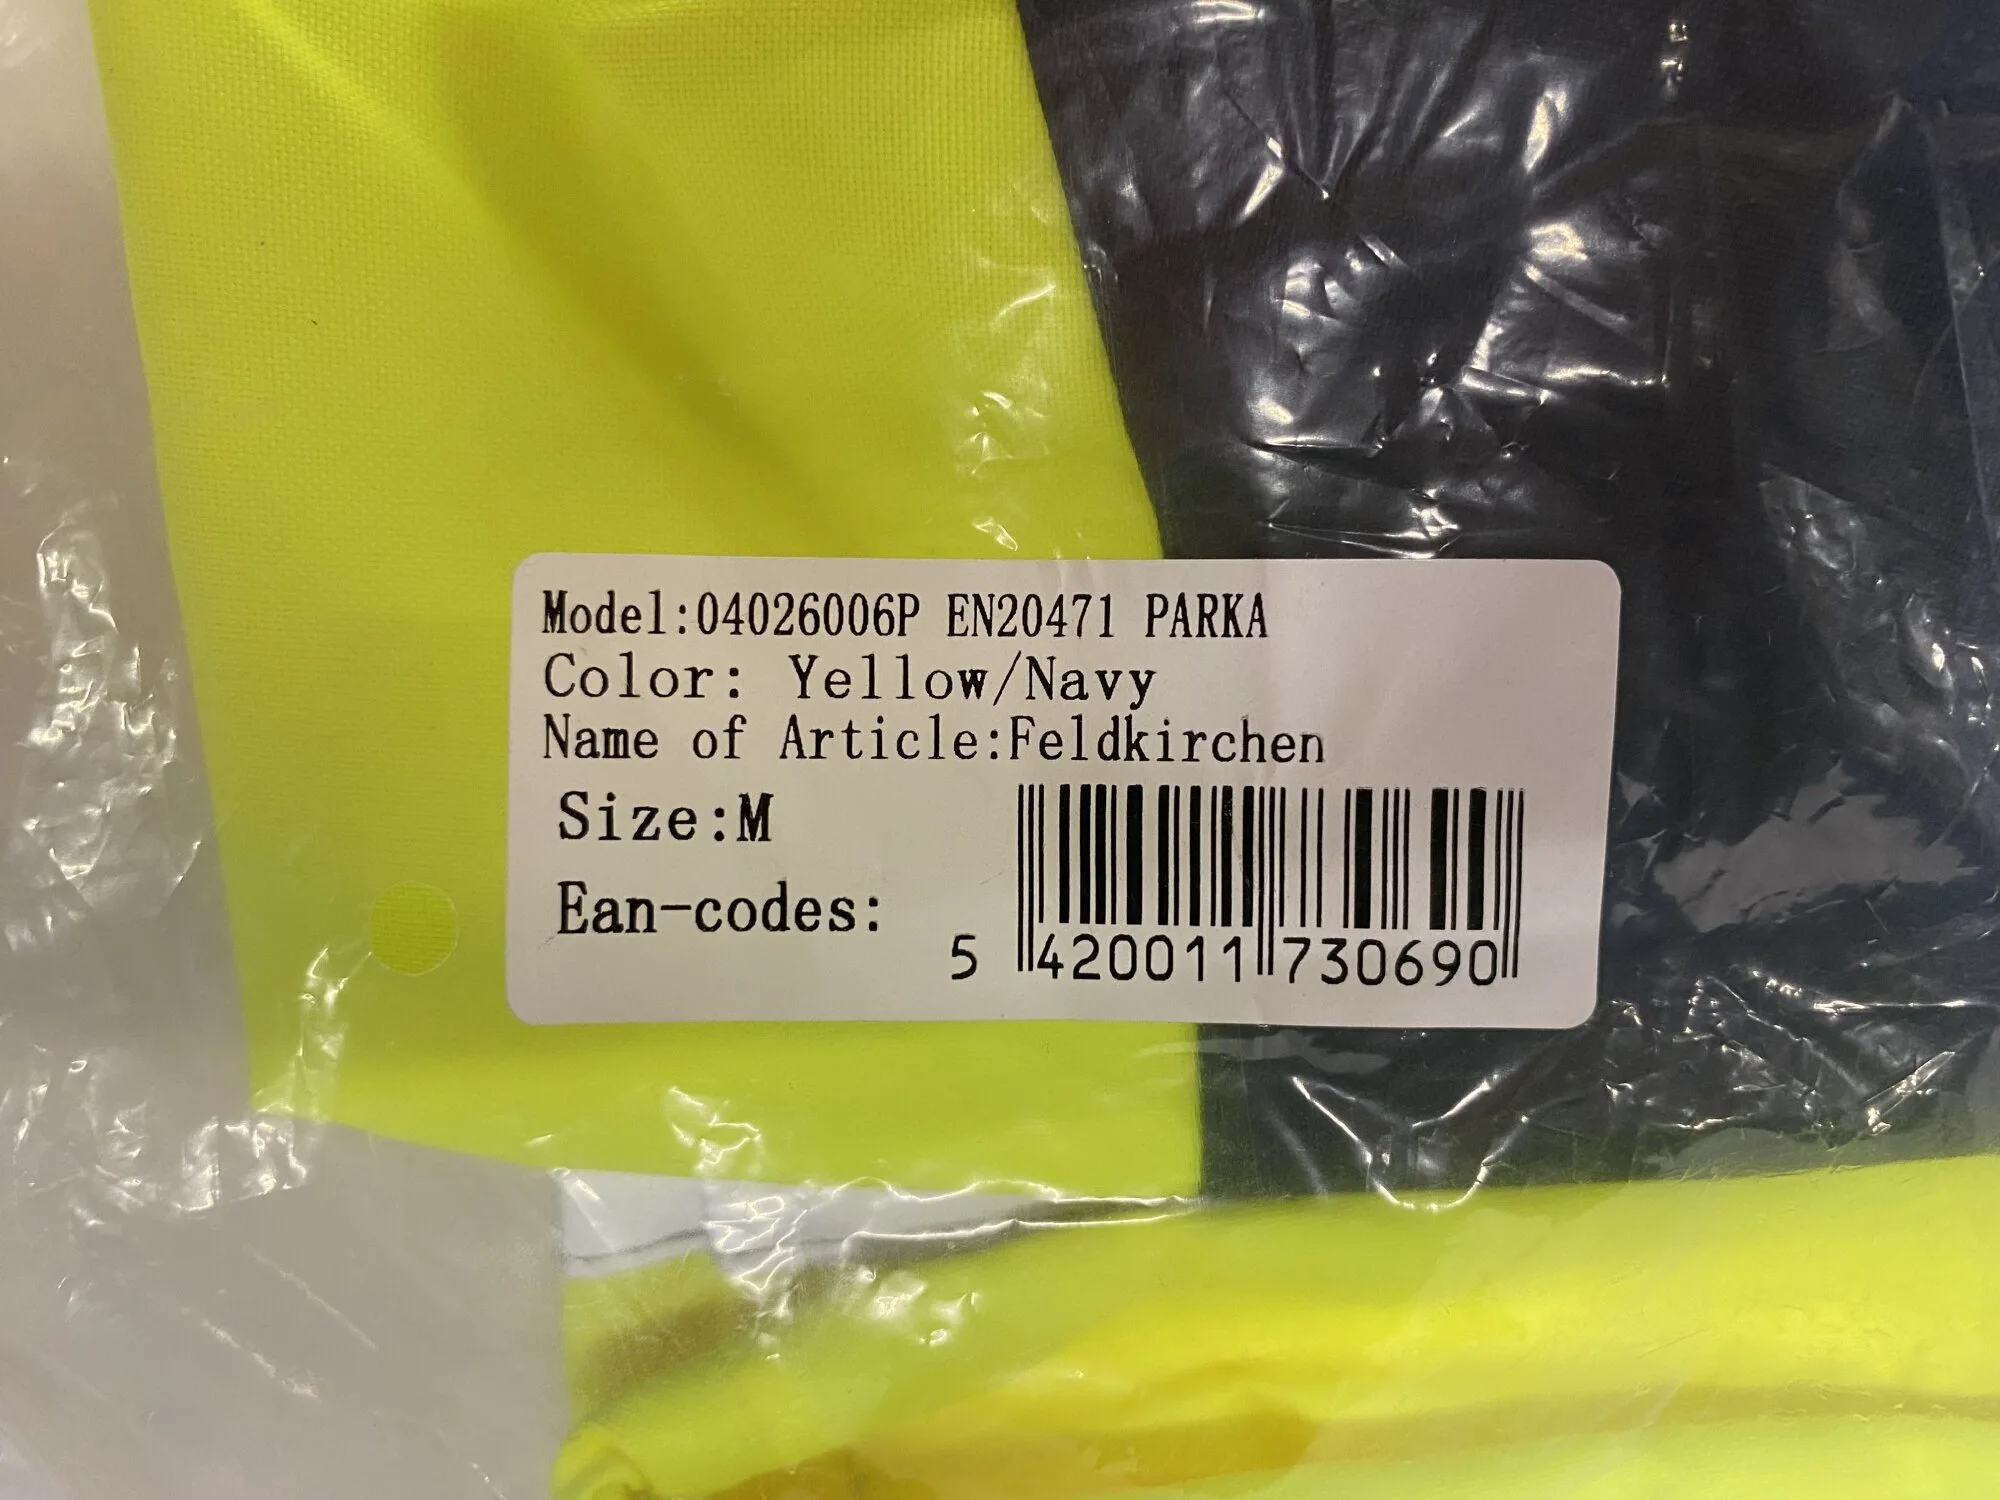 Model:04026006P EN20471 PARKA
Color: Yellow/Navy
Name of Article:Feldkirchen
Size:M
Ean-codes:
5 420011 730690